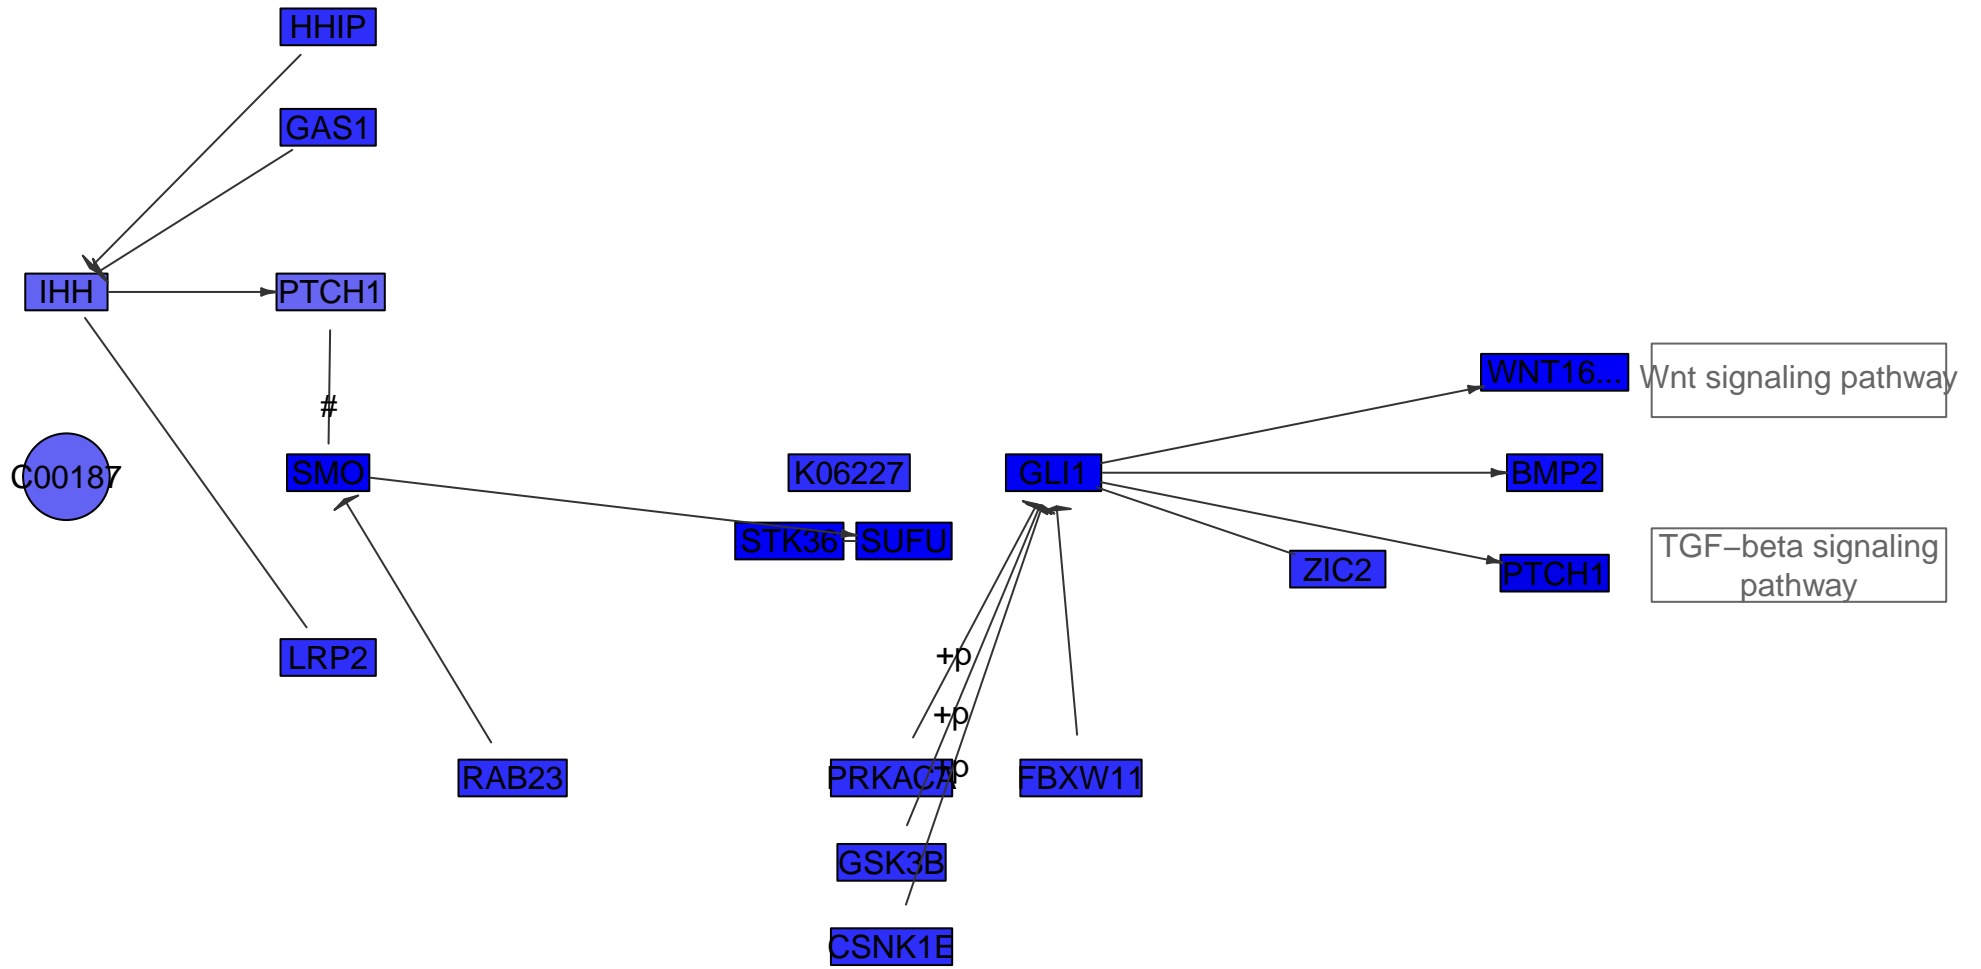 HHIP
GAS1
IHH
PTCH1
WNT16...
Wnt signaling pathway
#
C00187
SMO
K06227
GLI1
BMP2
STK36
SUFU
TGF−beta signaling
pathway
ZIC2
PTCH1
LRP2
+p
+p
+p
RAB23
PRKACA
FBXW11
GSK3B
CSNK1E